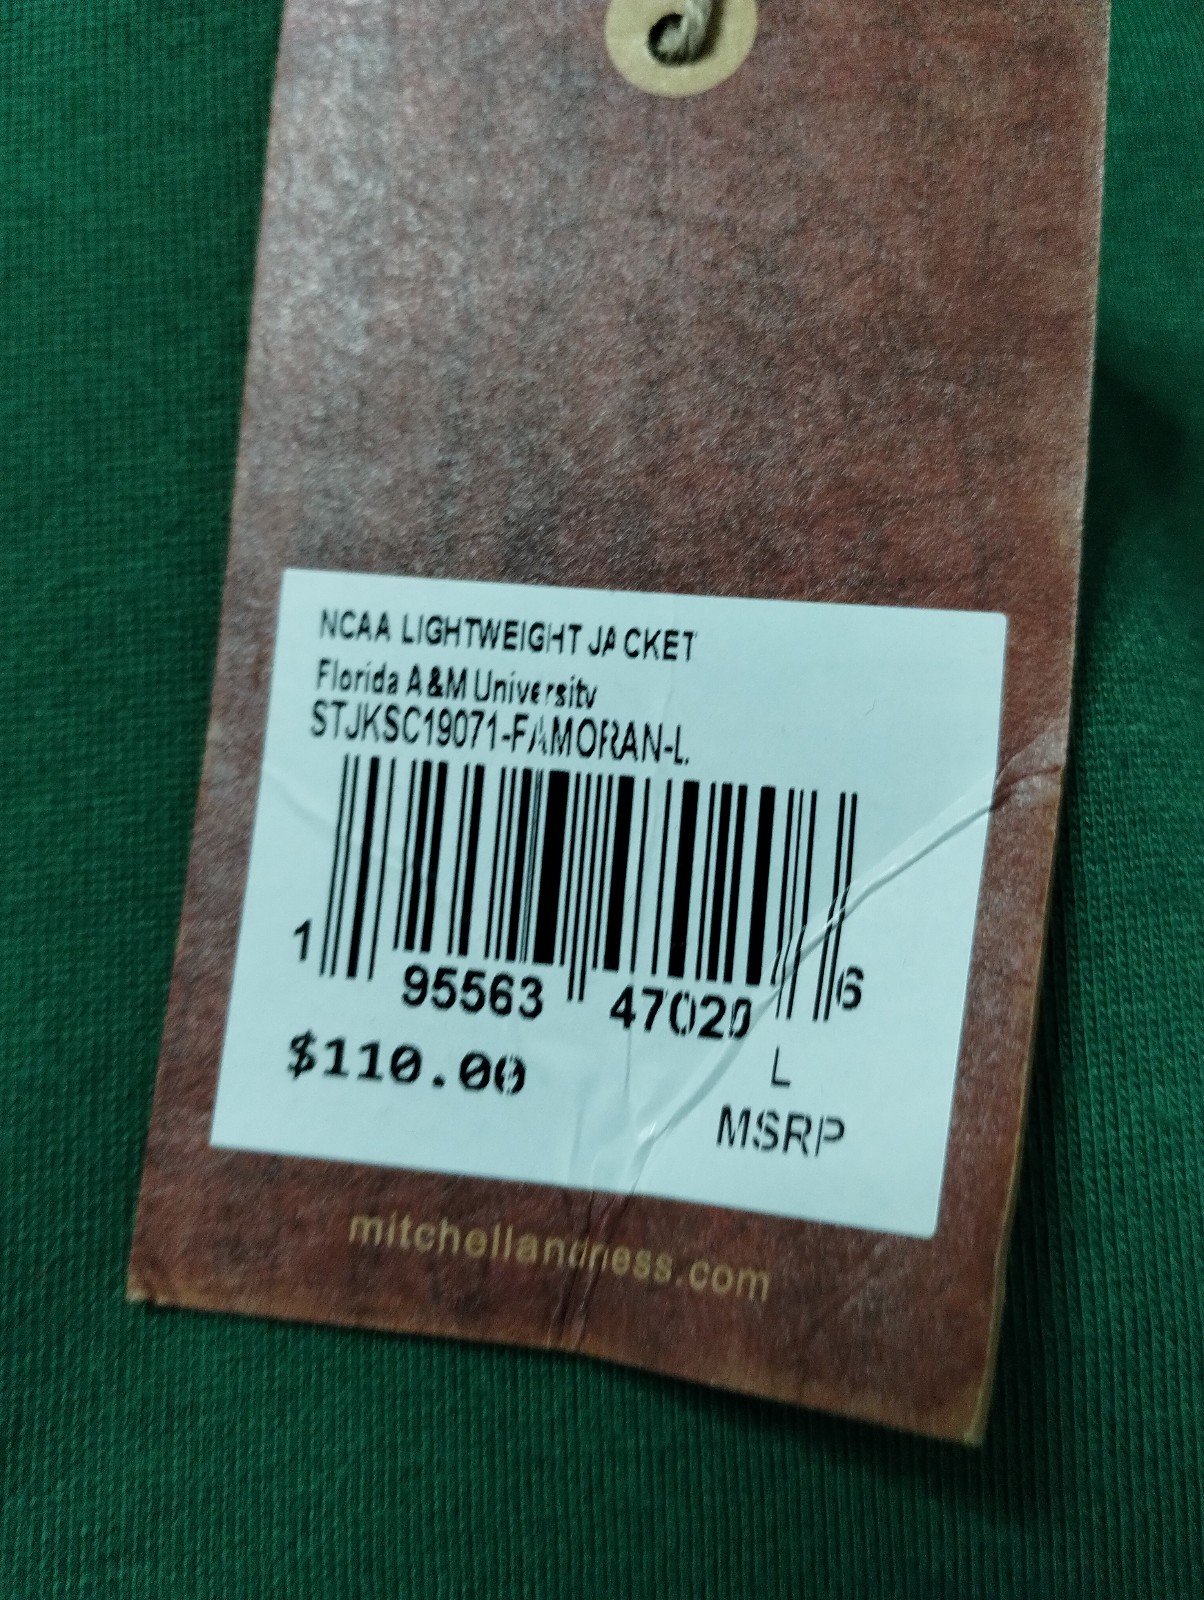 NCAA LIGHTWEIGHT JACKET
Florida A&M University
STJKSC19071-FAMORAN-L
1 95563 47020 6
$110.00 L
MSRP
mitchellandness.com